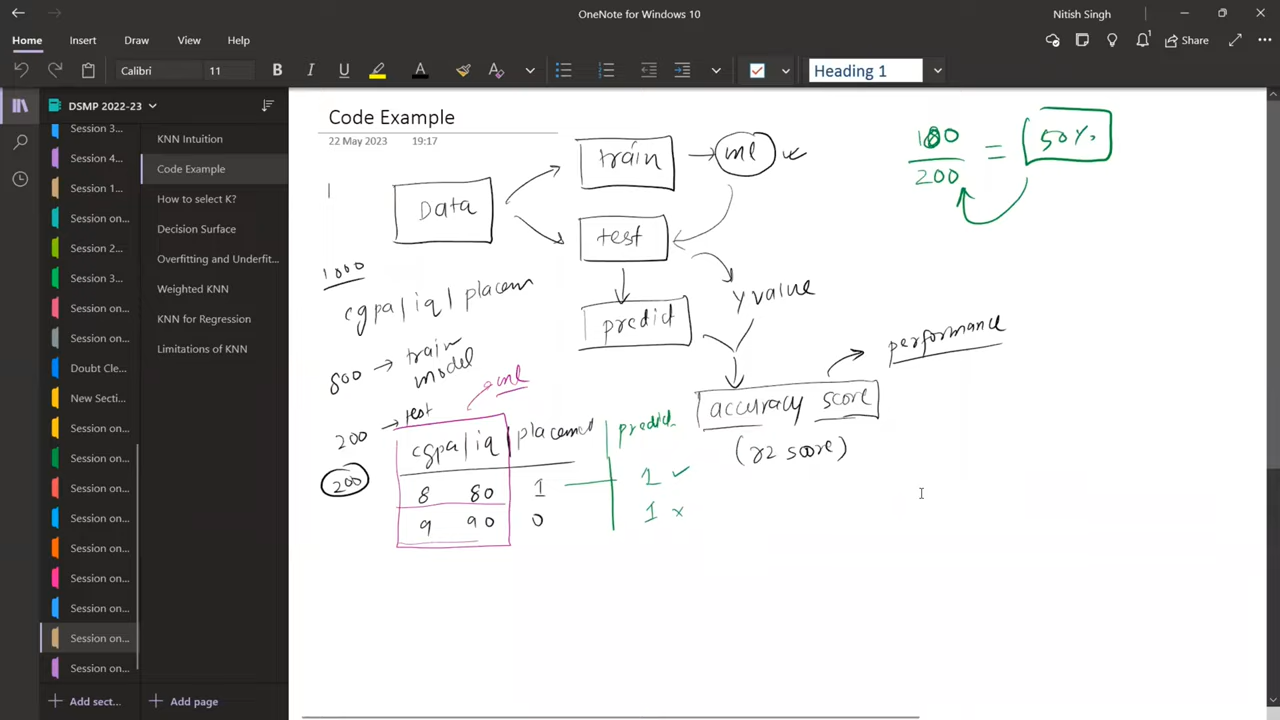 OneNote for Windows 10
Nitish Singh
Home
Insert
Draw
View
Help
Share
Calibri
11
B
I
U
A
A
Heading 1
DSMP 2022-23
Session 3...
Session 4...
Session 1...
Session on...
Session 2...
Session 3...
Session on...
Session on...
Doubt Cle...
New Secti...
Session on...
Session on...
Session on...
Session on...
Session on...
Session on...
Session on...
Session on...
Session on...
Add sect...
KNN Intuition
Code Example
How to select K?
Decision Surface
Overfitting and Underfit...
Weighted KNN
KNN for Regression
Limitations of KNN
Add page
Code Example
22 May 2023 19:17
Data
train
ml
test
predict
y value
accuracy score
(r2 score)
performance
100
200
=
50%
1000
cgpa | iq | placem
800 → train
model
200 → test
200
ml
cgpa | iq | placement | predict
8 80 1 1 ✓
9 90 0 1 ×